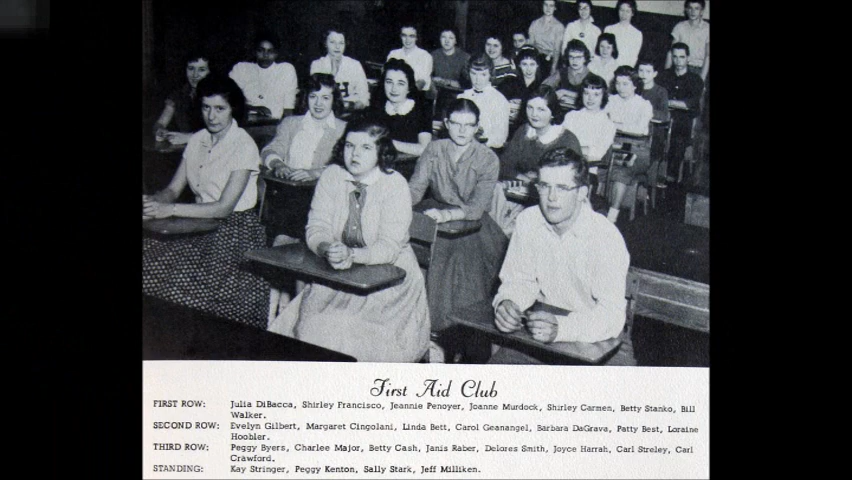 First Aid Club
FIRST ROW: Julia DiBacca, Shirley Francisco, Jeannie Penoyer, Joanne Murdock, Shirley Carmen, Betty Stanko, Bill
Walker.
SECOND ROW: Evelyn Gilbert, Margaret Cingolani, Linda Bett, Carol Geanangel, Barbara DaGrava, Patty Best, Loraine
Hoobler.
THIRD ROW: Peggy Byers, Charlee Major, Betty Cash, Janis Raber, Delores Smith, Joyce Harrah, Carl Streley, Carl
Crawford.
STANDING: Kay Stringer, Peggy Kenton, Sally Stark, Jeff Milliken.